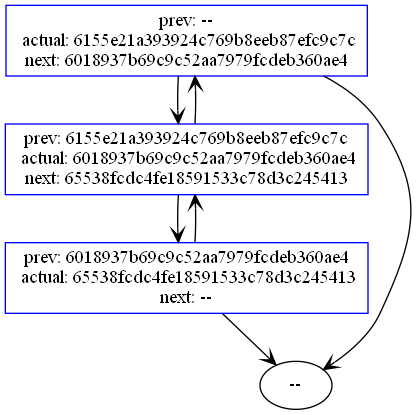 prev: --
actual: 6155e21a393924c769b8eeb87efc9c7c
next: 6018937b69c9c52aa7979fcdeb360ae4
prev: 6155e21a393924c769b8eeb87efc9c7c
actual: 6018937b69c9c52aa7979fcdeb360ae4
next: 65538fcdc4fe18591533c78d3c245413
prev: 6018937b69c9c52aa7979fcdeb360ae4
actual: 65538fcdc4fe18591533c78d3c245413
next: --
--